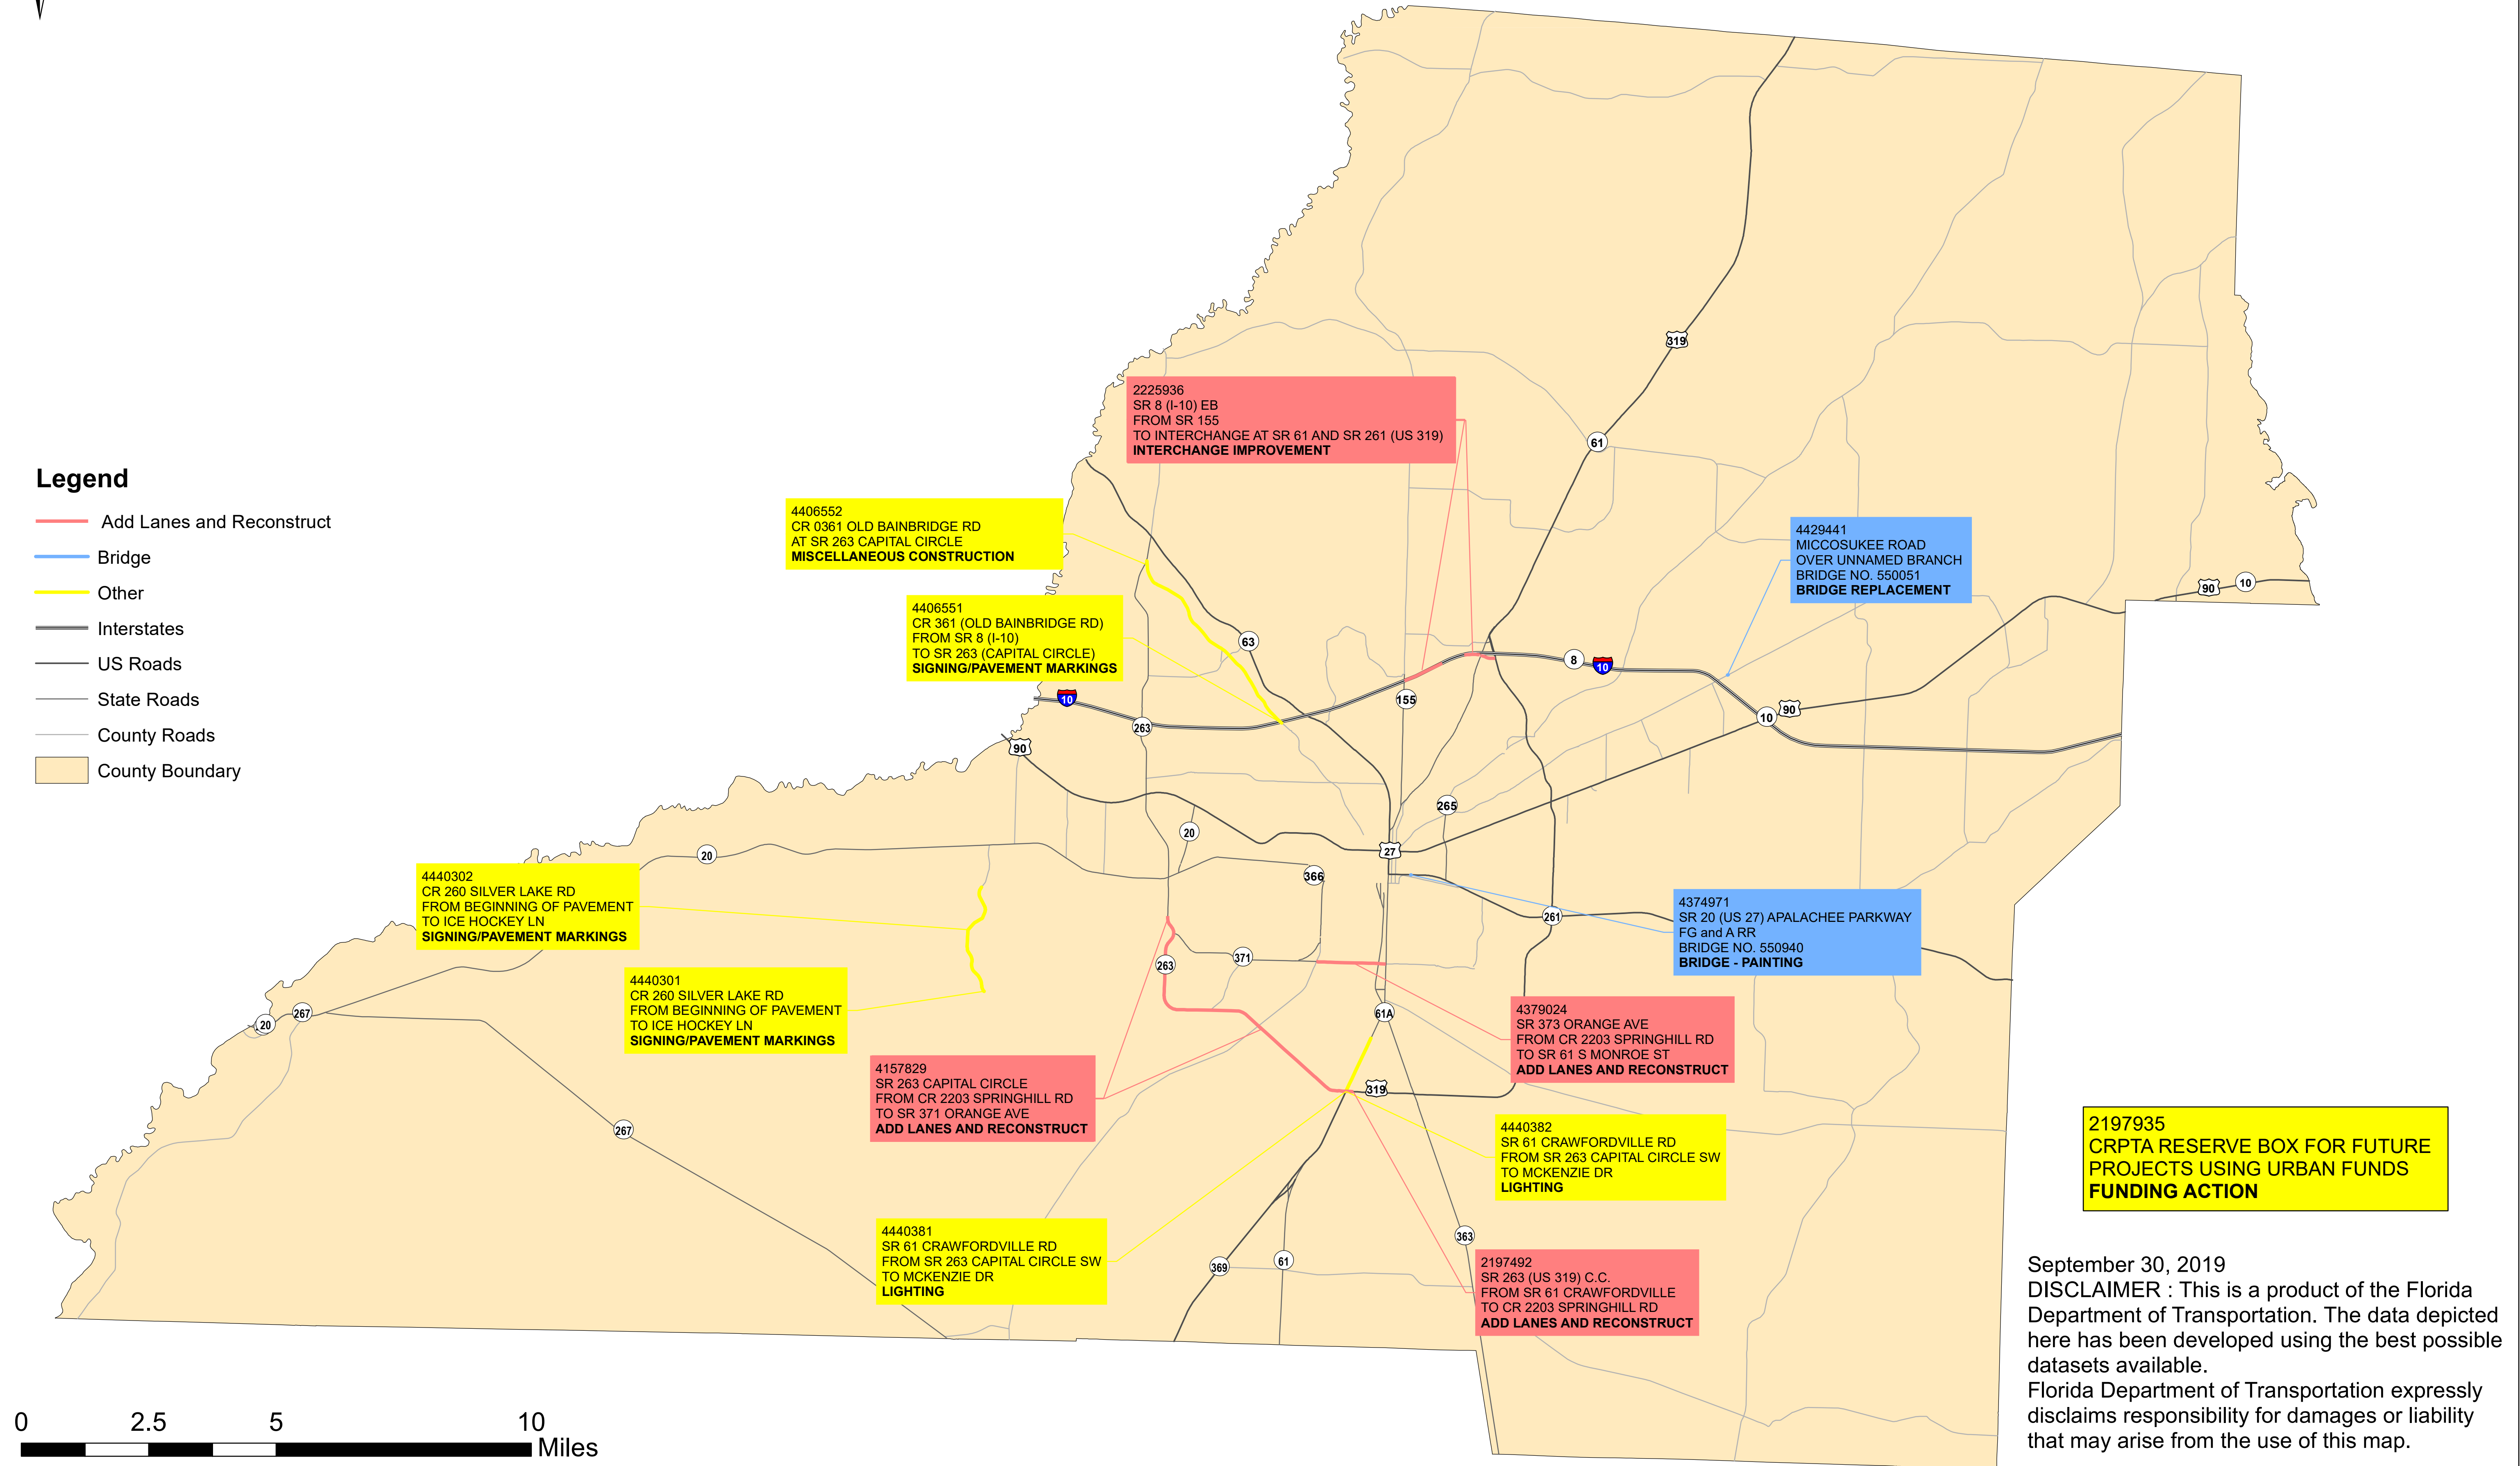 2225936
SR 8 (I-10) EB
FROM SR 155
TO INTERCHANGE AT SR 61 AND SR 261 (US 319)
INTERCHANGE IMPROVEMENT
4406552
CR 0361 OLD BAINBRIDGE RD
AT SR 263 CAPITAL CIRCLE
MISCELLANEOUS CONSTRUCTION
4406551
CR 361 (OLD BAINBRIDGE RD)
FROM SR 8 (I-10)
TO SR 263 (CAPITAL CIRCLE)
SIGNING/PAVEMENT MARKINGS
4429441
MICCOSUKEE ROAD
OVER UNNAMED BRANCH
BRIDGE NO. 550051
BRIDGE REPLACEMENT
Legend
Add Lanes and Reconstruct
Bridge
Other
Interstates
US Roads
State Roads
County Roads
County Boundary
319
61
63
8
10
10
155
263
90
10
90
90
10
20
20
265
27
366
261
371
263
61A
319
267
20
267
363
369
61
4440302
CR 260 SILVER LAKE RD
FROM BEGINNING OF PAVEMENT
TO ICE HOCKEY LN
SIGNING/PAVEMENT MARKINGS
4440301
CR 260 SILVER LAKE RD
FROM BEGINNING OF PAVEMENT
TO ICE HOCKEY LN
SIGNING/PAVEMENT MARKINGS
4374971
SR 20 (US 27) APALACHEE PARKWAY
FG and A RR
BRIDGE NO. 550940
BRIDGE - PAINTING
4379024
SR 373 ORANGE AVE
FROM CR 2203 SPRINGHILL RD
TO SR 61 S MONROE ST
ADD LANES AND RECONSTRUCT
4157829
SR 263 CAPITAL CIRCLE
FROM CR 2203 SPRINGHILL RD
TO SR 371 ORANGE AVE
ADD LANES AND RECONSTRUCT
4440382
SR 61 CRAWFORDVILLE RD
FROM SR 263 CAPITAL CIRCLE SW
TO MCKENZIE DR
LIGHTING
4440381
SR 61 CRAWFORDVILLE RD
FROM SR 263 CAPITAL CIRCLE SW
TO MCKENZIE DR
LIGHTING
2197492
SR 263 (US 319) C.C.
FROM SR 61 CRAWFORDVILLE
TO CR 2203 SPRINGHILL RD
ADD LANES AND RECONSTRUCT
2197935
CRPTA RESERVE BOX FOR FUTURE
PROJECTS USING URBAN FUNDS
FUNDING ACTION
September 30, 2019
DISCLAIMER : This is a product of the Florida
Department of Transportation. The data depicted
here has been developed using the best possible
datasets available.
Florida Department of Transportation expressly
disclaims responsibility for damages or liability
that may arise from the use of this map.
0 2.5 5 10
Miles